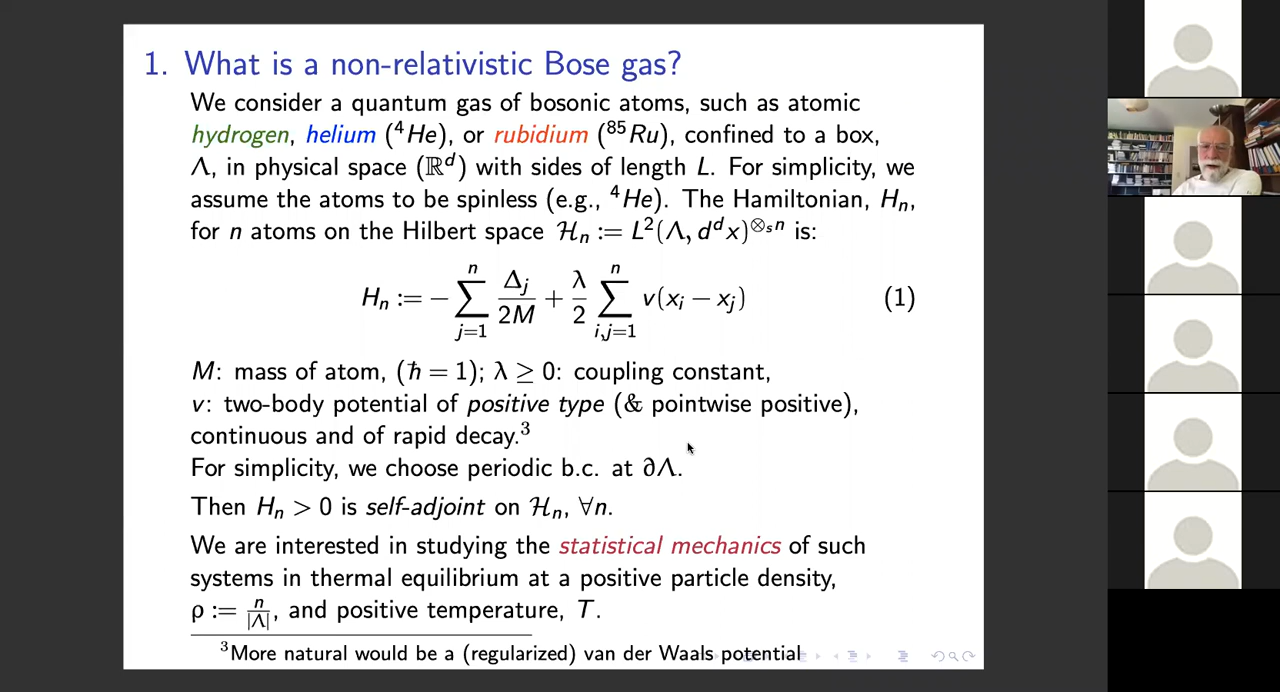 1. What is a non-relativistic Bose gas?
We consider a quantum gas of bosonic atoms, such as atomic
hydrogen, helium (⁴He), or rubidium (⁸⁵Ru), confined to a box,
Λ, in physical space (ℝᵈ) with sides of length L. For simplicity, we
assume the atoms to be spinless (e.g., ⁴He). The Hamiltonian, Hₙ,
for n atoms on the Hilbert space ℋₙ := L²(Λ, dᵈx)^{⊗ₛn} is:
Hₙ := −∑_{j=1}^{n} Δⱼ/2M + λ/2 ∑_{i,j=1}^{n} v(xᵢ − xⱼ) (1)
M: mass of atom, (ℏ = 1); λ ≥ 0: coupling constant,
v: two-body potential of positive type (& pointwise positive),
continuous and of rapid decay.³
For simplicity, we choose periodic b.c. at ∂Λ.
Then Hₙ > 0 is self-adjoint on ℋₙ, ∀n.
We are interested in studying the statistical mechanics of such
systems in thermal equilibrium at a positive particle density,
ρ := n/|Λ|, and positive temperature, T.
³More natural would be a (regularized) van der Waals potential